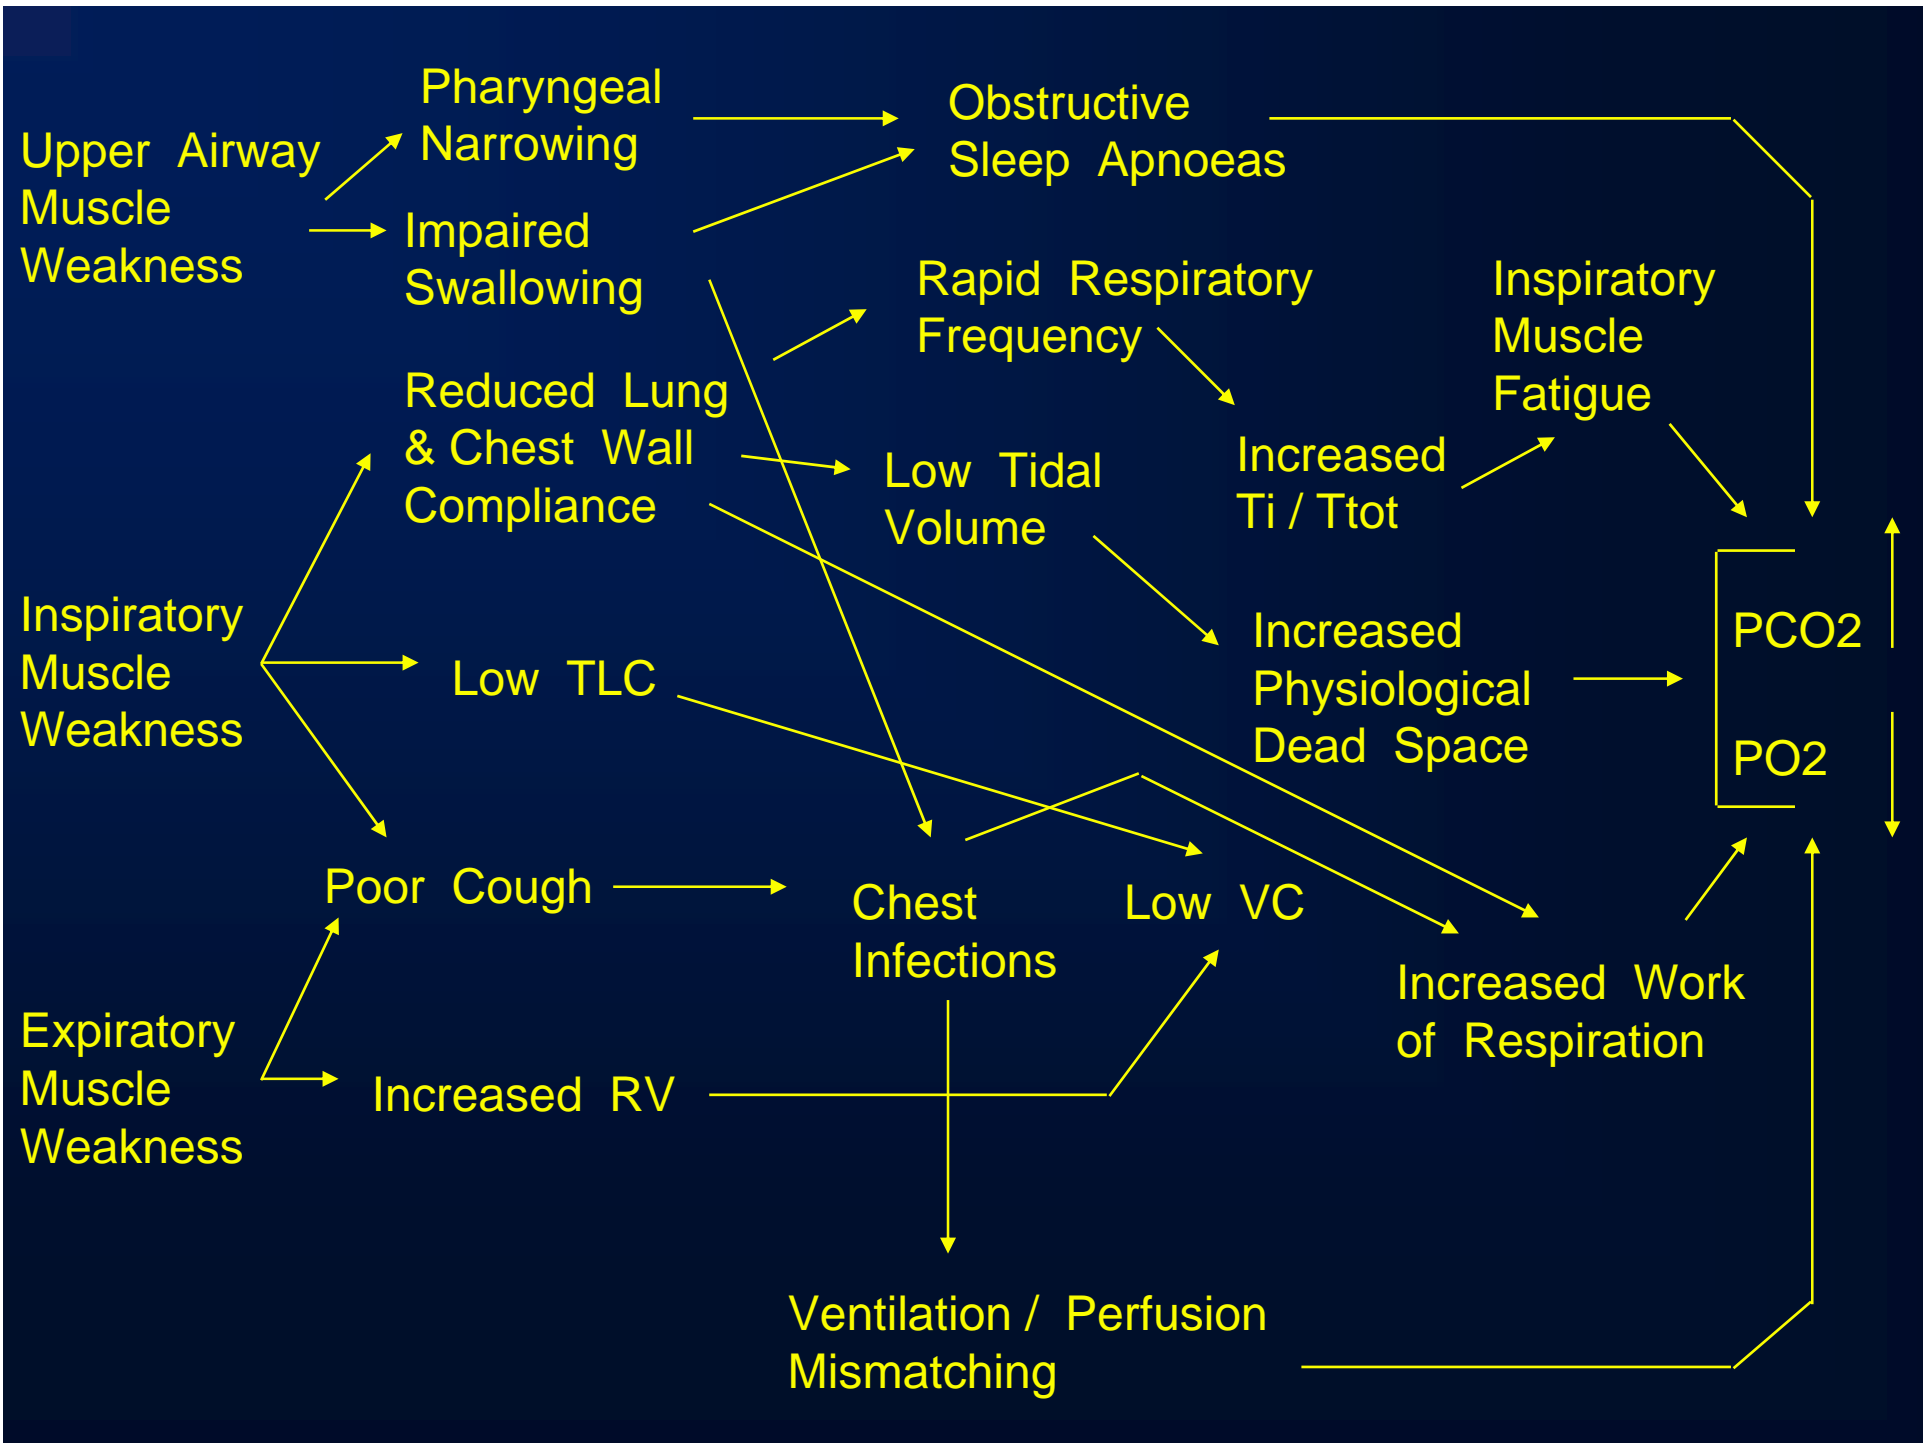 Pharyngeal
Narrowing
Obstructive
Sleep Apnoeas
Upper Airway
Muscle
Weakness
Impaired
Swallowing
Rapid Respiratory
Frequency
Inspiratory
Muscle
Fatigue
Reduced Lung
& Chest Wall
Compliance
Low Tidal
Volume
Increased
Ti / Ttot
Inspiratory
Muscle
Weakness
Low TLC
Increased
Physiological
Dead Space
PCO2
PO2
Poor Cough
Chest
Infections
Low VC
Increased Work
of Respiration
Expiratory
Muscle
Weakness
Increased RV
Ventilation / Perfusion
Mismatching